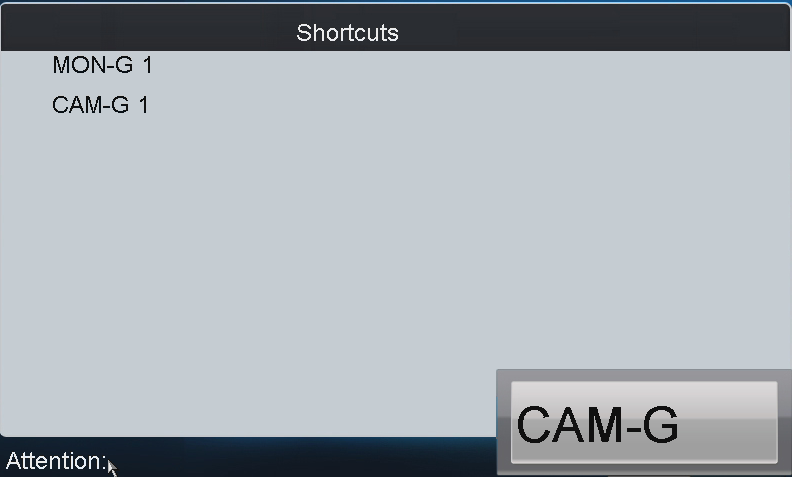 Shortcuts
MON-G 1
CAM-G 1
CAM-G
Attention: